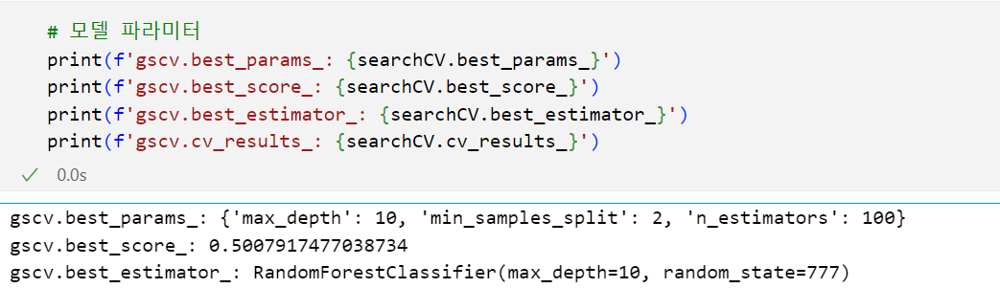 # 모델 파라미터
print(f'gscv.best_params_: {searchCV.best_params_}')
print(f'gscv.best_score_: {searchCV.best_score_}')
print(f'gscv.best_estimator_: {searchCV.best_estimator_}')
print(f'gscv.cv_results_: {searchCV.cv_results_}')
0.0s
gscv.best_params_: {'max_depth': 10, 'min_samples_split': 2, 'n_estimators': 100}
gscv.best_score_: 0.5007917477038734
gscv.best_estimator_: RandomForestClassifier(max_depth=10, random_state=777)